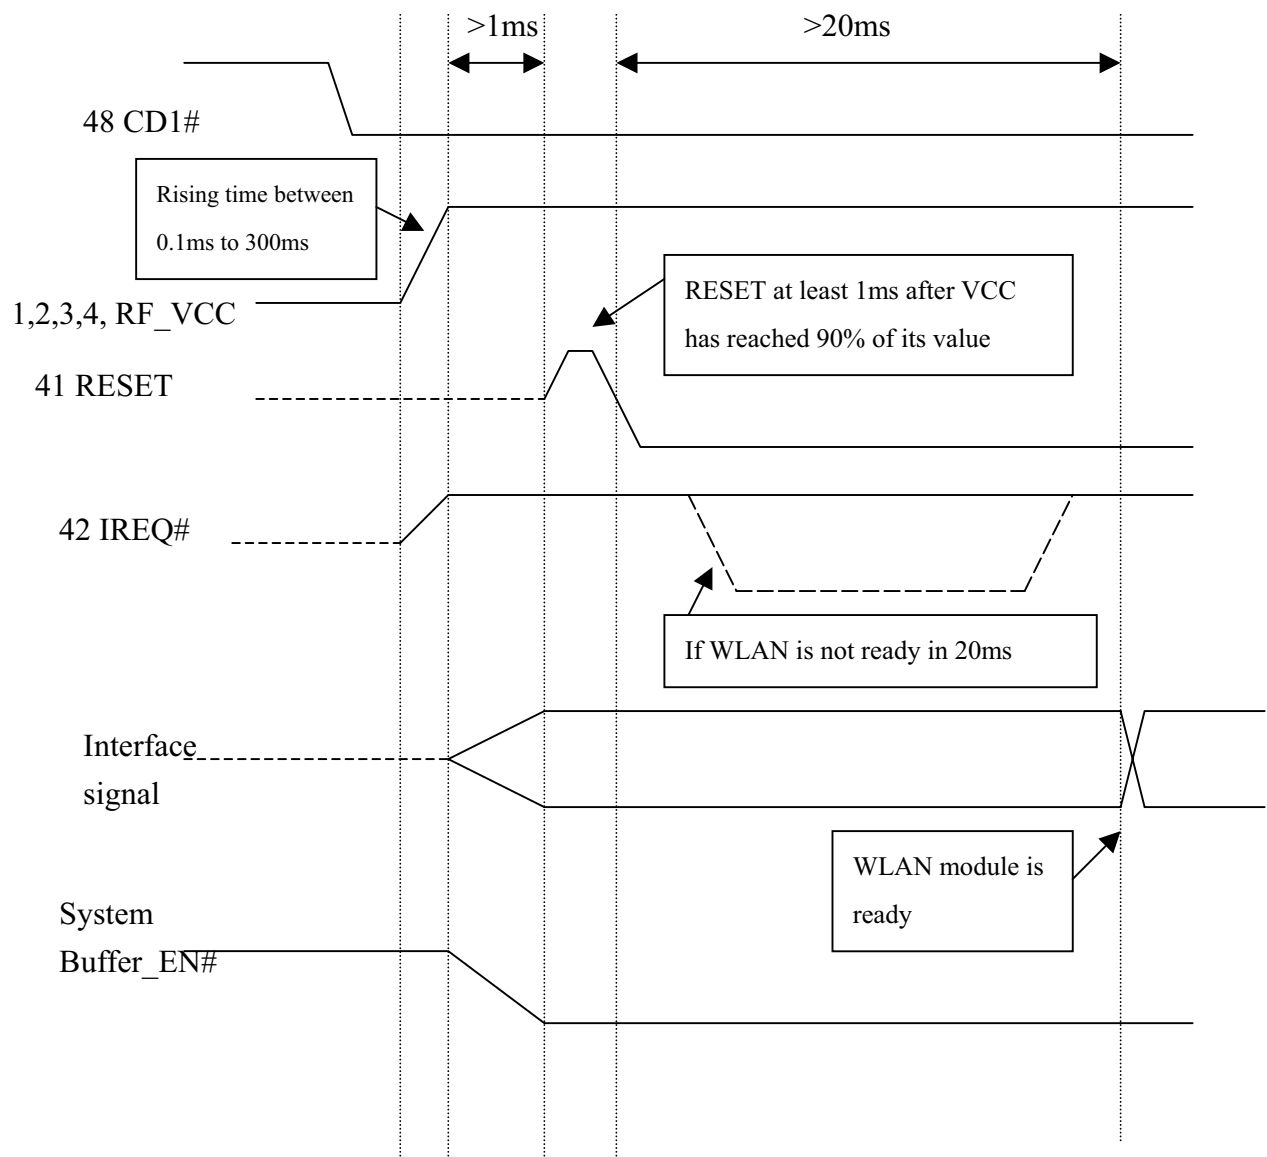 >1ms
>20ms
48 CD1#
Rising time between
0.1ms to 300ms
1,2,3,4, RF_VCC
RESET at least 1ms after VCC
has reached 90% of its value
41 RESET
42 IREQ#
If WLAN is not ready in 20ms
Interface
signal
WLAN module is
ready
System
Buffer_EN#